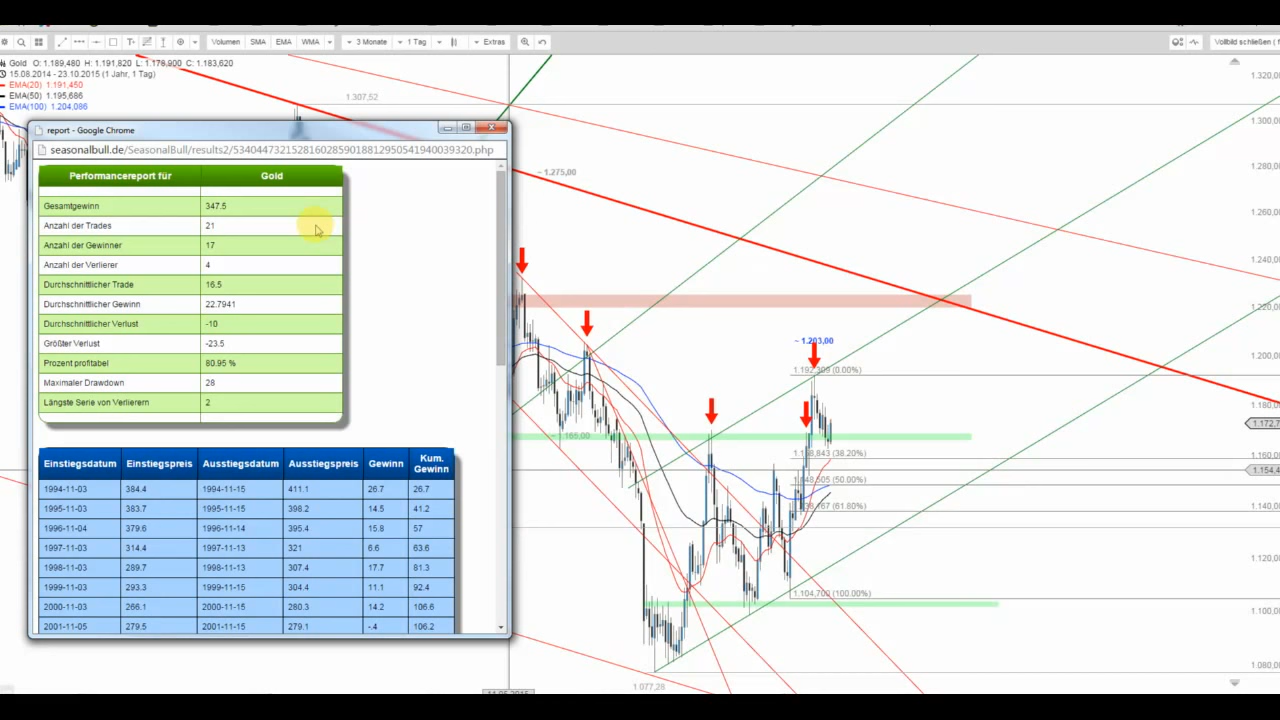 Volumen SMA EMA WMA 3 Monate 1 Tag Extras Vollbild schließen
Gold O: 1.189,480 H: 1.191,820 L: 1.178,900 C: 1.183,620
15.08.2014 - 23.10.2015 (1 Jahr, 1 Tag)
EMA(20) 1.191,450
EMA(50) 1.195,686
EMA(100) 1.204,086
1.307,52
report - Google Chrome
seasonalbull.de/SeasonalBull/results2/534044732152816028590188129505419400393​20.php
Performancereport für Gold
Gesamtgewinn 347.5
Anzahl der Trades 21
Anzahl der Gewinner 17
Anzahl der Verlierer 4
Durchschnittlicher Trade 16.5
Durchschnittlicher Gewinn 22.7941
Durchschnittlicher Verlust -10
Größter Verlust -23.5
Prozent profitabel 80.95 %
Maximaler Drawdown 28
Längste Serie von Verlierern 2
Einstiegsdatum Einstiegspreis Ausstiegsdatum Ausstiegspreis Gewinn Kum. Gewinn
1994-11-03 384.4 1994-11-15 411.1 26.7 26.7
1995-11-03 383.7 1995-11-15 398.2 14.5 41.2
1996-11-04 379.6 1996-11-14 395.4 15.8 57
1997-11-03 314.4 1997-11-13 321 6.6 63.6
1998-11-03 289.7 1998-11-13 307.4 17.7 81.3
1999-11-03 293.3 1999-11-15 304.4 11.1 92.4
2000-11-03 266.1 2000-11-15 280.3 14.2 106.6
2001-11-05 279.5 2001-11-15 279.1 -.4 106.2
~ 1.275,00
~ 1.203,00
1.192,309 (0.00%)
~ 1.165,00
(38.20%)
(50.00%)
(61.80%)
1.104,700 (100.00%)
1.077,28
1.320,00
1.300,00
1.280,00
1.260,00
1.240,00
1.220,00
1.200,00
1.180,00
1.172,7
1.160,00
1.154,4
1.140,00
1.120,00
1.100,00
1.080,00